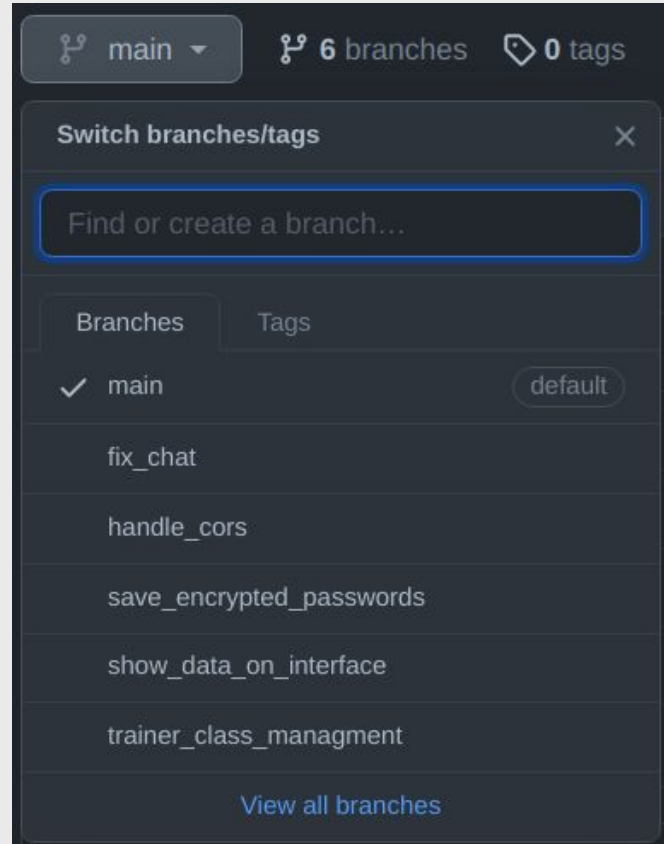 main 6 branches 0 tags
Switch branches/tags
Find or create a branch...
Branches Tags
main default
fix_chat
handle_cors
save_encrypted_passwords
show_data_on_interface
trainer_class_managment
View all branches